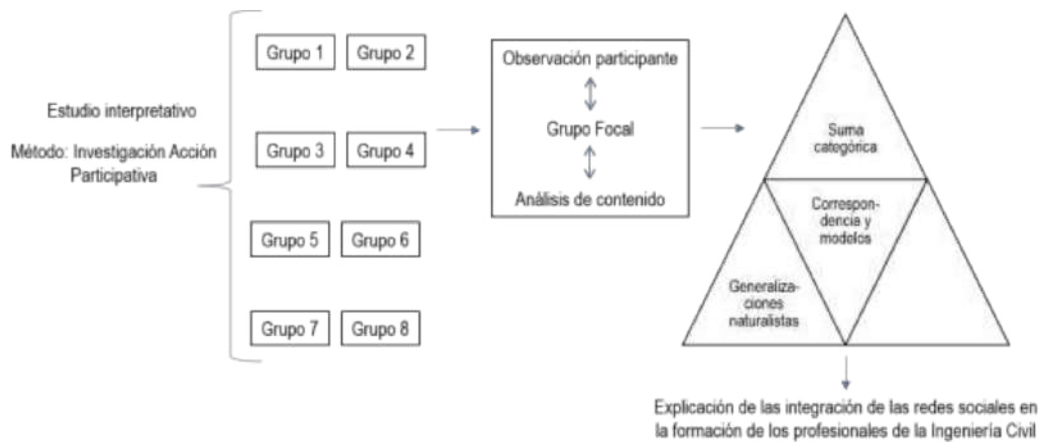 Estudio interpretativo
Método: Investigación Acción
Participativa
Grupo 1
Grupo 2
Grupo 3
Grupo 4
Grupo 5
Grupo 6
Grupo 7
Grupo 8
Observación participante
Grupo Focal
Análisis de contenido
Suma
categórica
Correspon-
dencia y
modelos
Generaliza-
ciones
naturalistas
Explicación de las integración de las redes sociales en
la formación de los profesionales de la Ingeniería Civil